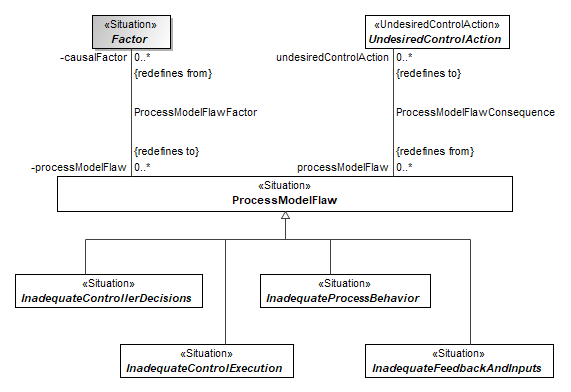 «Situation»
Factor
«UndesiredControlAction»
UndesiredControlAction
-causalFactor 0..*
undesiredControlAction 0..*
{redefines from}
{redefines to}
ProcessModelFlawFactor
ProcessModelFlawConsequence
{redefines to}
{redefines from}
-processModelFlaw 0..*
processModelFlaw 0..*
«Situation»
ProcessModelFlaw
«Situation»
InadequateControllerDecisions
«Situation»
InadequateProcessBehavior
«Situation»
InadequateControlExecution
«Situation»
InadequateFeedbackAndInputs